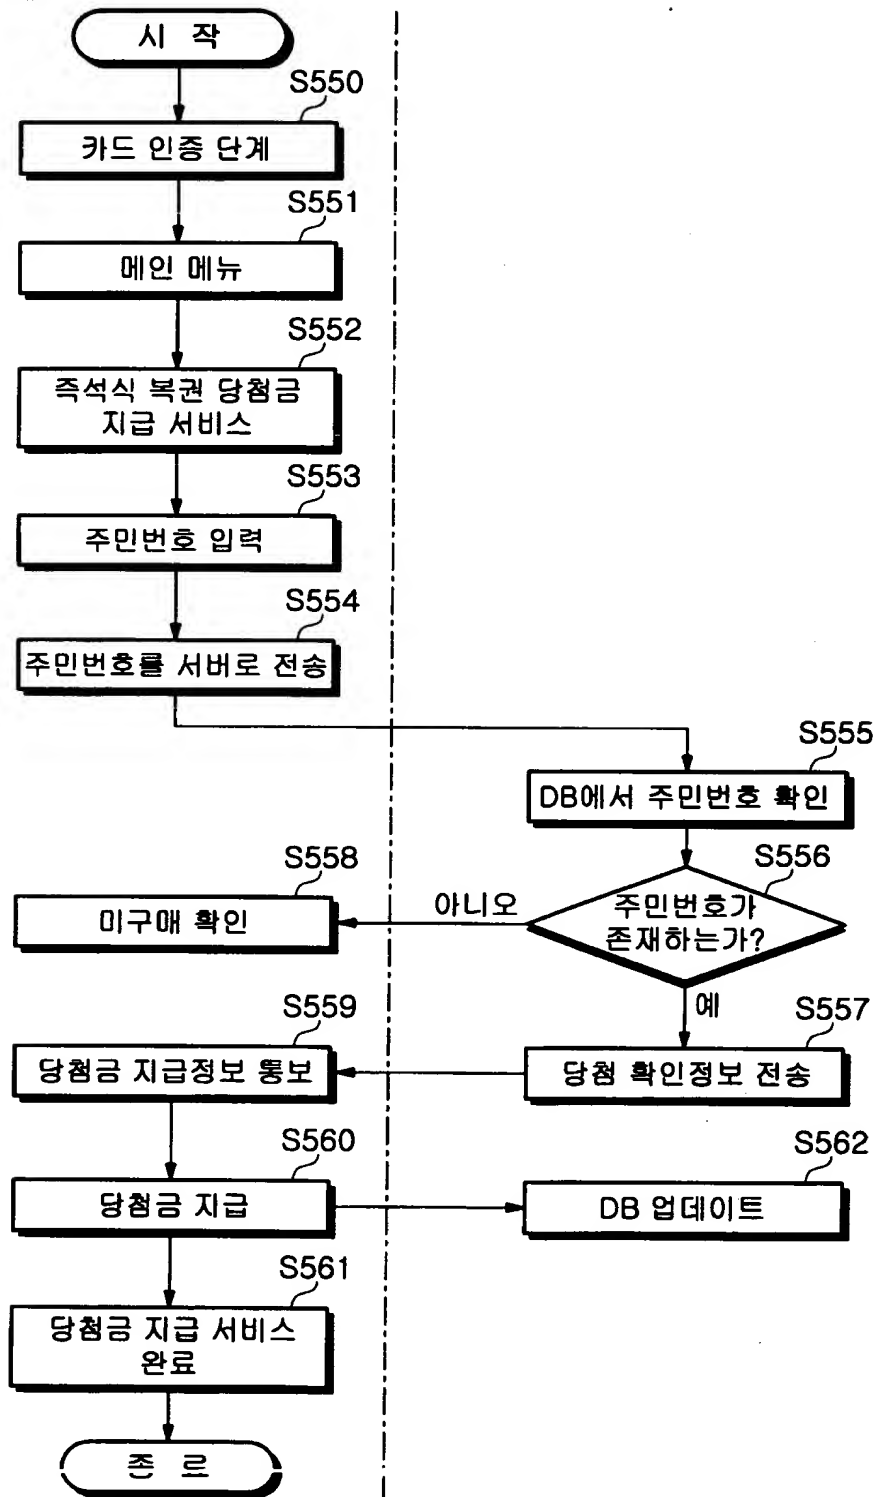 시 작
S550
카드 인증 단계
S551
메인 메뉴
S552
즉석식 복권 당첨금
지급 서비스
S553
주민번호 입력
S554
주민번호를 서버로 전송
S555
DB에서 주민번호 확인
S556
주민번호가
존재하는가?
아니오
S558
미구매 확인
예
S557
당첨 확인정보 전송
S559
당첨금 지급정보 통보
S560
당첨금 지급
S562
DB 업데이트
S561
당첨금 지급 서비스
완료
종 료